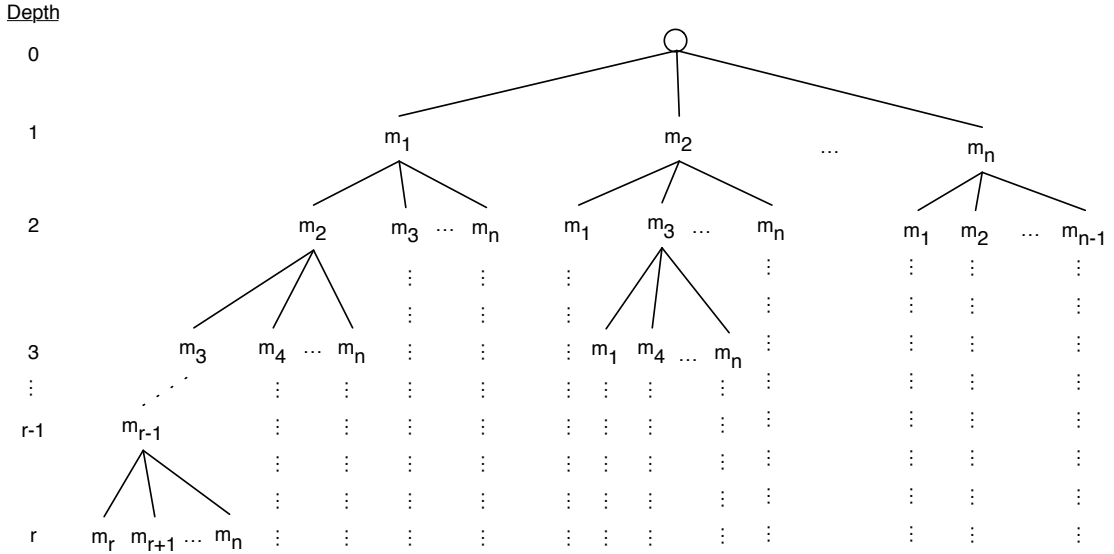 Depth
0
1 m1 m2 ... mn
2 m2 m3 ... mn m1 m3 ... mn m1 m2 ... mn-1
3 m3 m4 ... mn m1 m4 ... mn
⋮
r-1 mr-1
r mr mr+1 ... mn